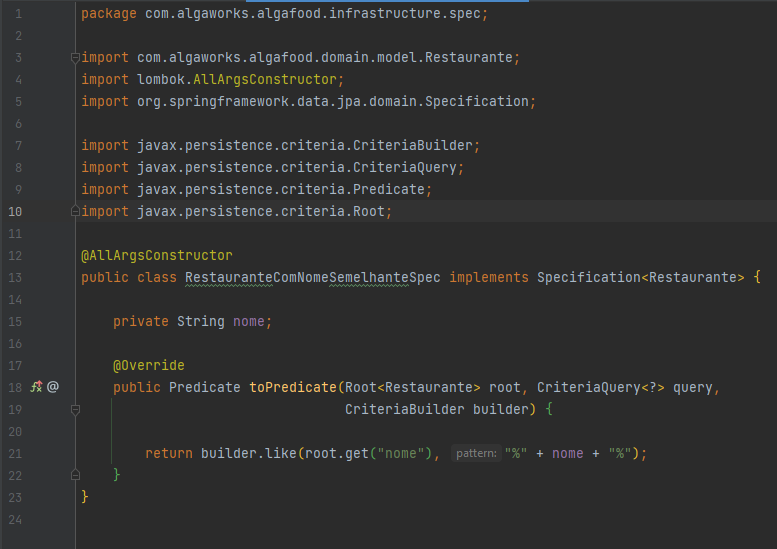 1 package com.algaworks.algafood.infrastructure.spec;
2
3 import com.algaworks.algafood.domain.model.Restaurante;
4 import lombok.AllArgsConstructor;
5 import org.springframework.data.jpa.domain.Specification;
6
7 import javax.persistence.criteria.CriteriaBuilder;
8 import javax.persistence.criteria.CriteriaQuery;
9 import javax.persistence.criteria.Predicate;
10 import javax.persistence.criteria.Root;
11
12 @AllArgsConstructor
13 public class RestauranteComNomeSemelhanteSpec implements Specification<Restaurante> {
14
15     private String nome;
16
17     @Override
18 @     public Predicate toPredicate(Root<Restaurante> root, CriteriaQuery<?> query,
19                                  CriteriaBuilder builder) {
20
21         return builder.like(root.get("nome"), pattern: "%" + nome + "%");
22     }
23 }
24